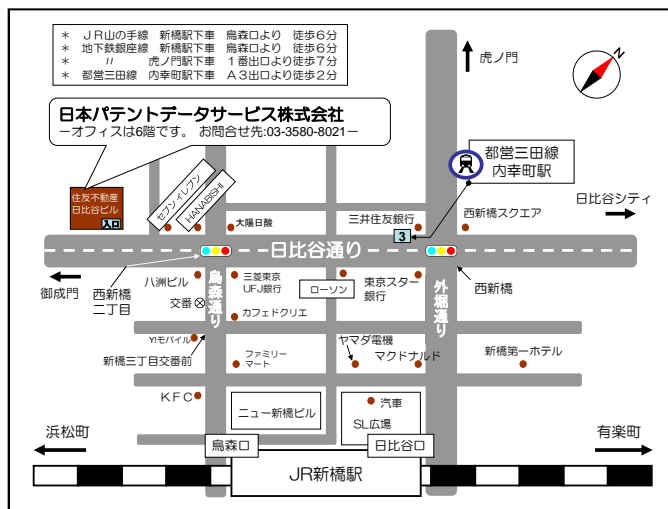 ＊ ＪＲ山の手線 新橋駅下車 烏森口より 徒歩６分
＊ 地下鉄銀座線 新橋駅下車 烏森口より 徒歩６分
＊ 〃 虎ノ門駅下車 １番出口より徒歩７分
＊ 都営三田線 内幸町駅下車 Ａ３出口より徒歩２分
虎ノ門
N
日本パテントデータサービス株式会社
－オフィスは6階です。 お問合せ先:03-3580-8021－
都営三田線
内幸町駅
住友不動産
日比谷ビル
入口
セブンイレブン
HANABISHI
大陽日酸
三井住友銀行
3
西新橋スクエア
日比谷シティ
日比谷通り
御成門
西新橋
二丁目
八洲ビル
烏森通り
三菱東京
UFJ銀行
ローソン
東京スター
銀行
外堀通り
西新橋
交番
カフェドクリエ
Y!モバイル
新橋三丁目交番前
ファミリー
マート
ヤマダ電機
マクドナルド
新橋第一ホテル
ＫＦＣ
ニュー新橋ビル
汽車
SL広場
浜松町
烏森口
日比谷口
有楽町
JR新橋駅